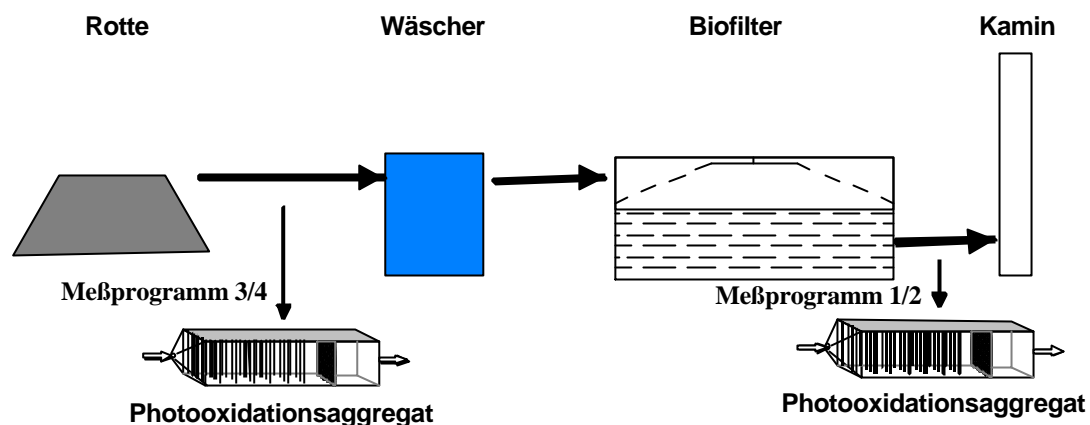 Rotte
Wäscher
Biofilter
Kamin
Meßprogramm 3/4
Meßprogramm 1/2
Photooxidationsaggregat
Photooxidationsaggregat